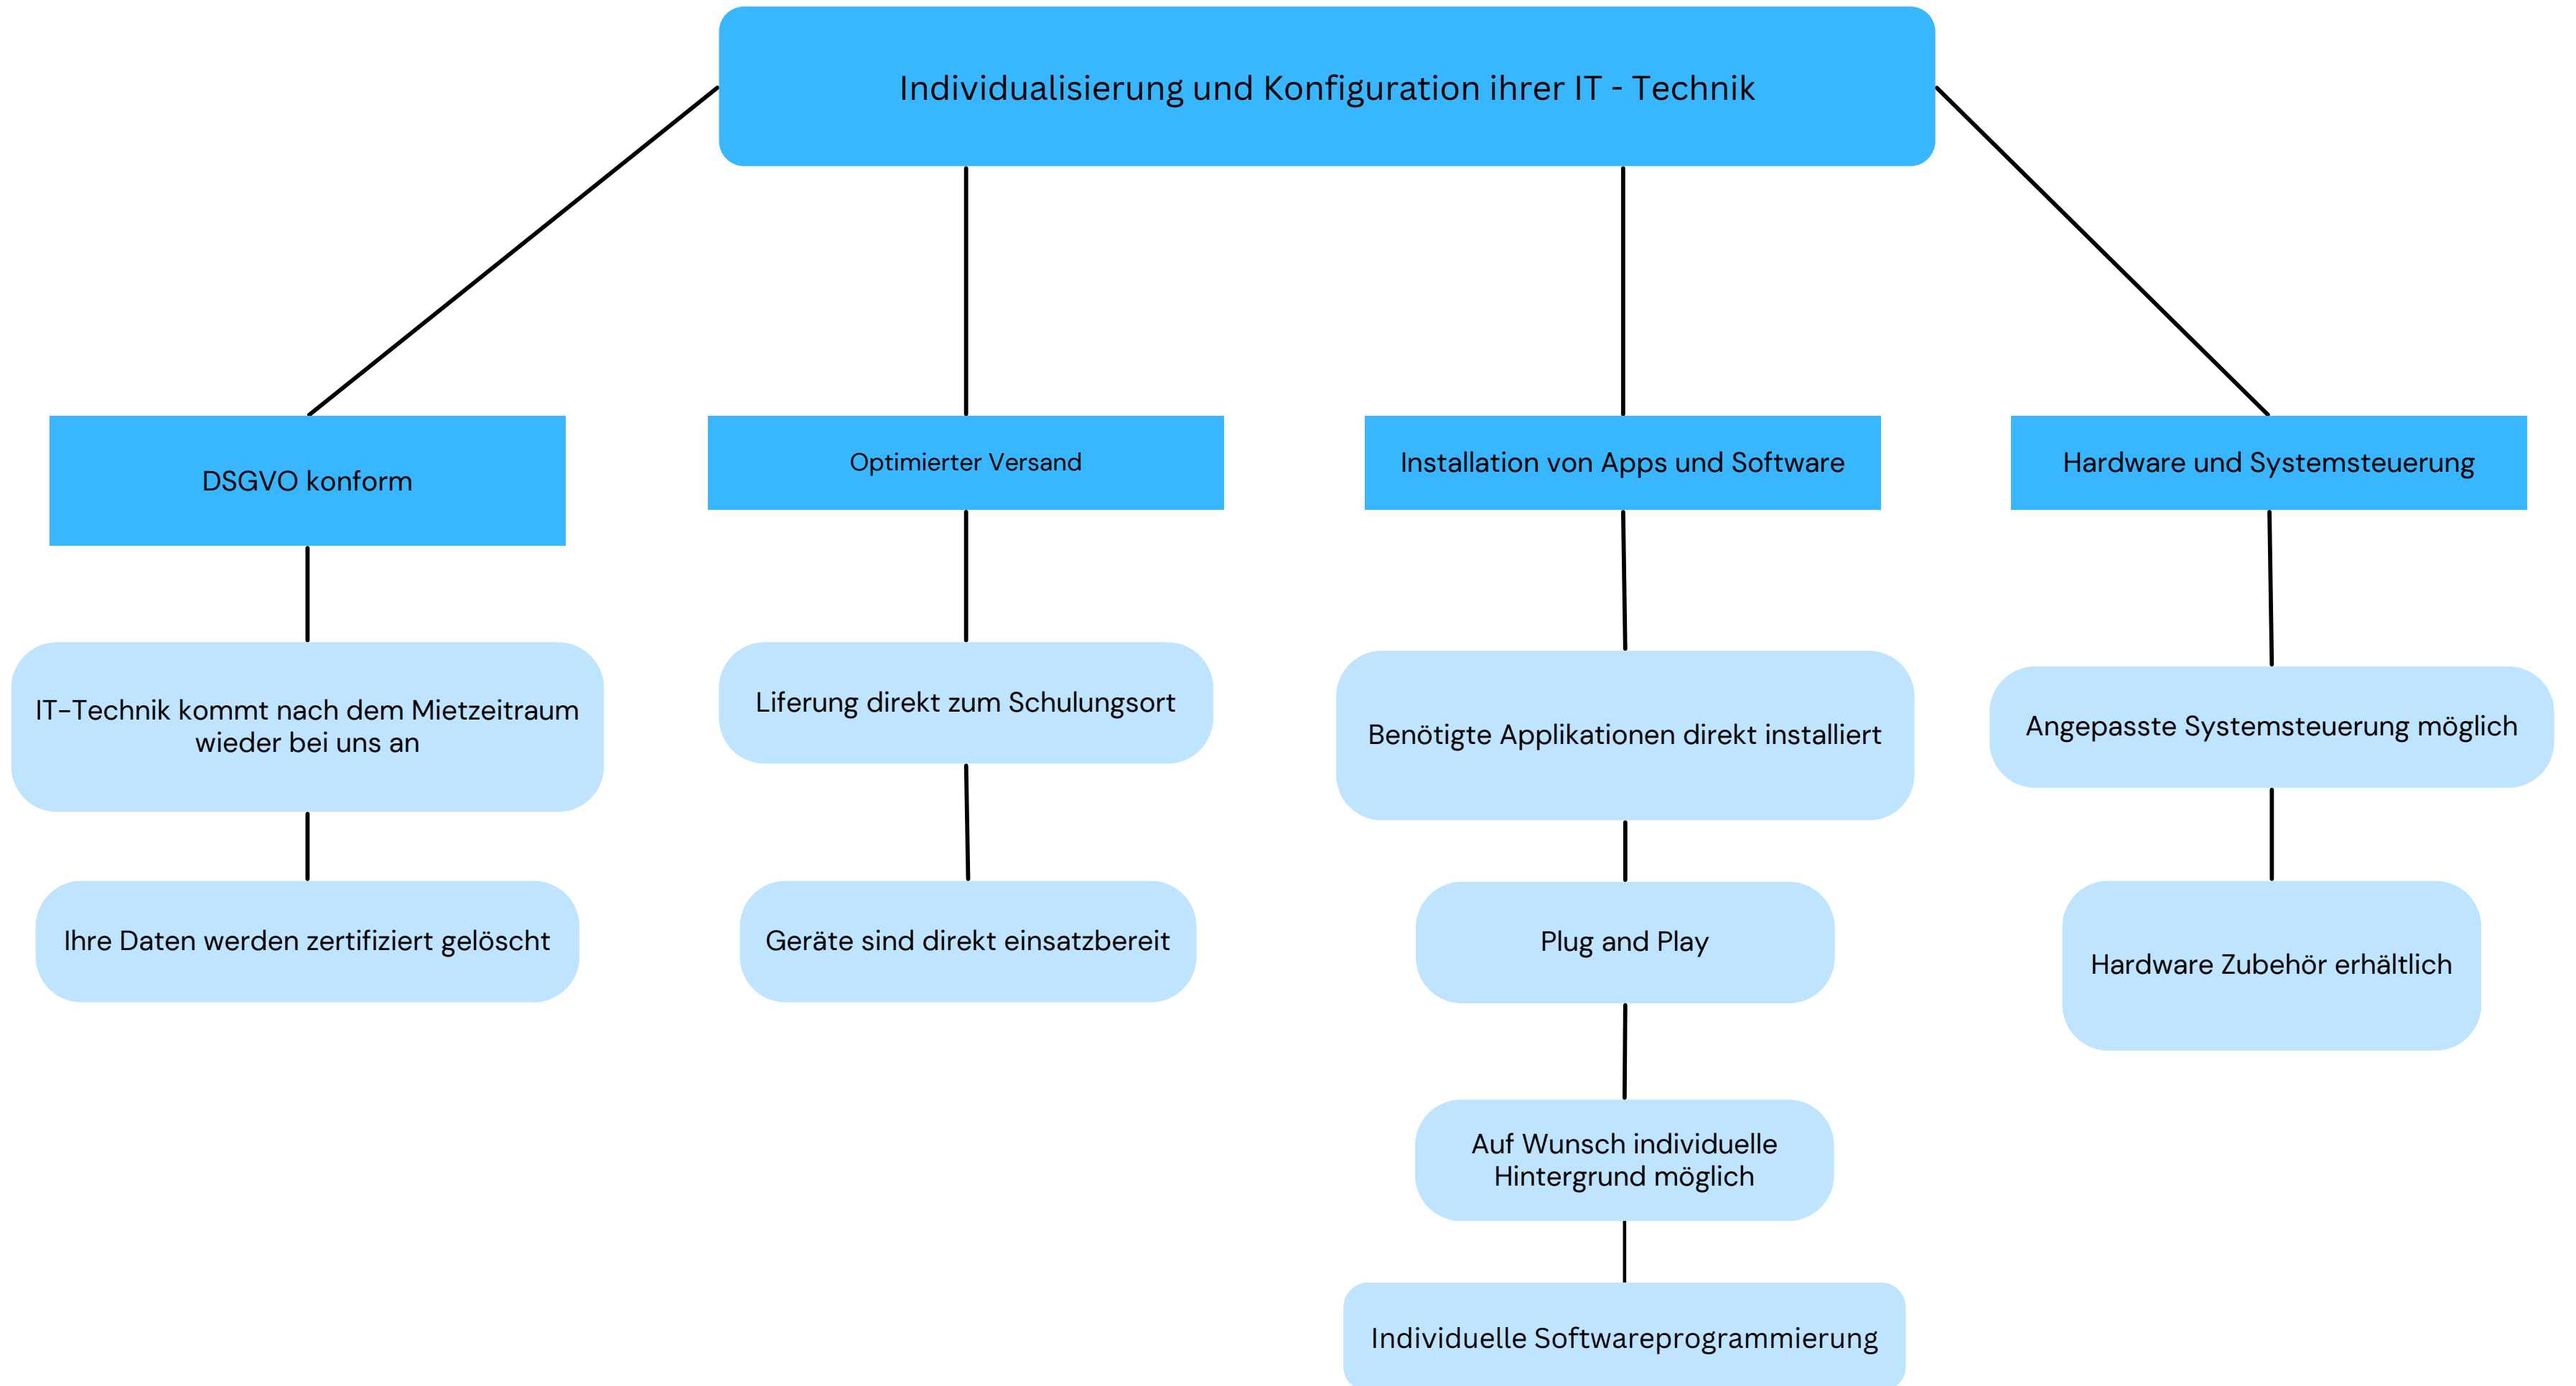 Individualisierung und Konfiguration ihrer IT - Technik
DSGVO konform
Optimierter Versand
Installation von Apps und Software
Hardware und Systemsteuerung
IT-Technik kommt nach dem Mietzeitraum
wieder bei uns an
Liferung direkt zum Schulungsort
Benötigte Applikationen direkt installiert
Angepasste Systemsteuerung möglich
Ihre Daten werden zertifiziert gelöscht
Geräte sind direkt einsatzbereit
Plug and Play
Hardware Zubehör erhältlich
Auf Wunsch individuelle
Hintergrund möglich
Individuelle Softwareprogrammierung